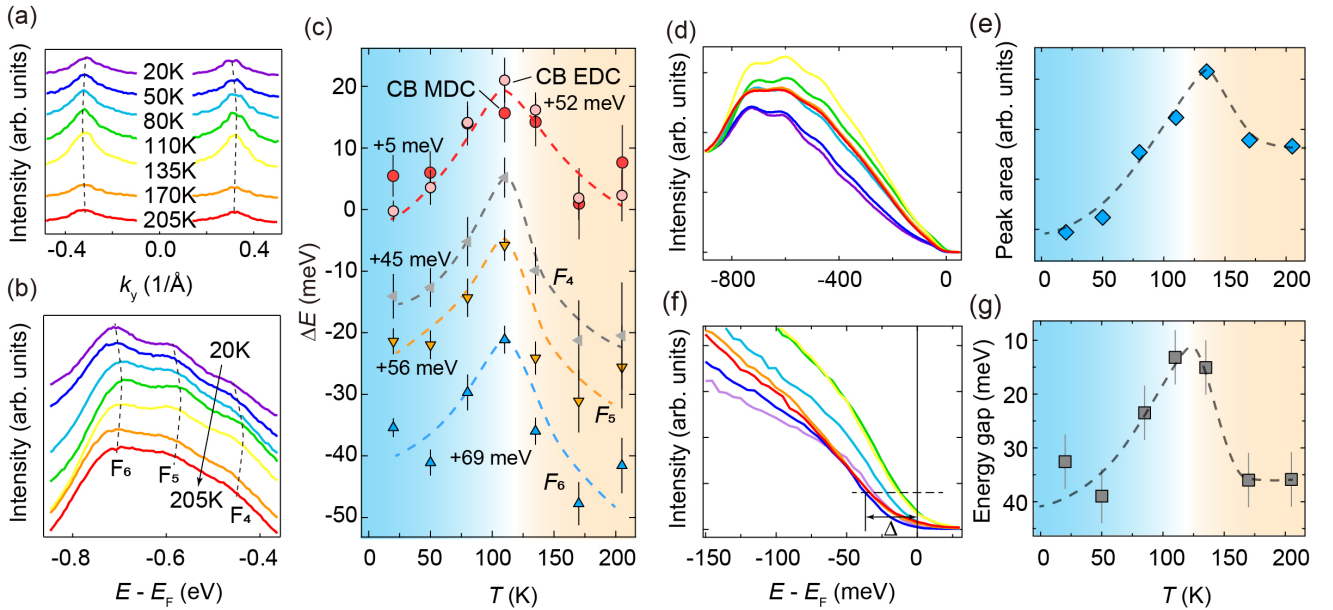 (a)
Intensity (arb. units)
20K
50K
80K
110K
135K
170K
205K
-0.4
0.0
0.4
ky (1/Å)
(b)
Intensity (arb. units)
20K
F6
F5
205K
F4
-0.8
-0.6
-0.4
E - EF (eV)
(c)
ΔE (meV)
20
10
0
-10
-20
-30
-40
-50
CB EDC
CB MDC
+52 meV
+5 meV
+45 meV
F4
+56 meV
F5
+69 meV
F6
0
50
100
150
200
T (K)
(d)
Intensity (arb. units)
-800
-400
0
(e)
Peak area (arb. units)
0
50
100
150
200
(f)
Intensity (arb. units)
Δ
-150
-100
-50
0
E - EF (meV)
(g)
Energy gap (meV)
10
20
30
40
0
50
100
150
200
T (K)